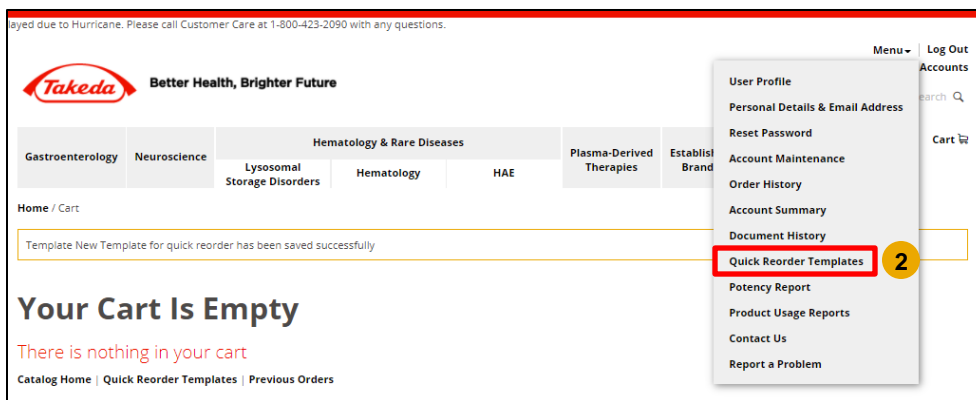 layed due to Hurricane. Please call Customer Care at 1-800-423-2090 with any questions.
Menu Log Out
Accounts
earch
Takeda Better Health, Brighter Future
Cart
Gastroenterology Neuroscience Hematology & Rare Diseases Plasma-Derived Therapies Establish Brand
Lysosomal Storage Disorders Hematology HAE
Home / Cart
Template New Template for quick reorder has been saved successfully
Your Cart Is Empty
There is nothing in your cart
Catalog Home | Quick Reorder Templates | Previous Orders
User Profile
Personal Details & Email Address
Reset Password
Account Maintenance
Order History
Account Summary
Document History
Quick Reorder Templates 2
Potency Report
Product Usage Reports
Contact Us
Report a Problem